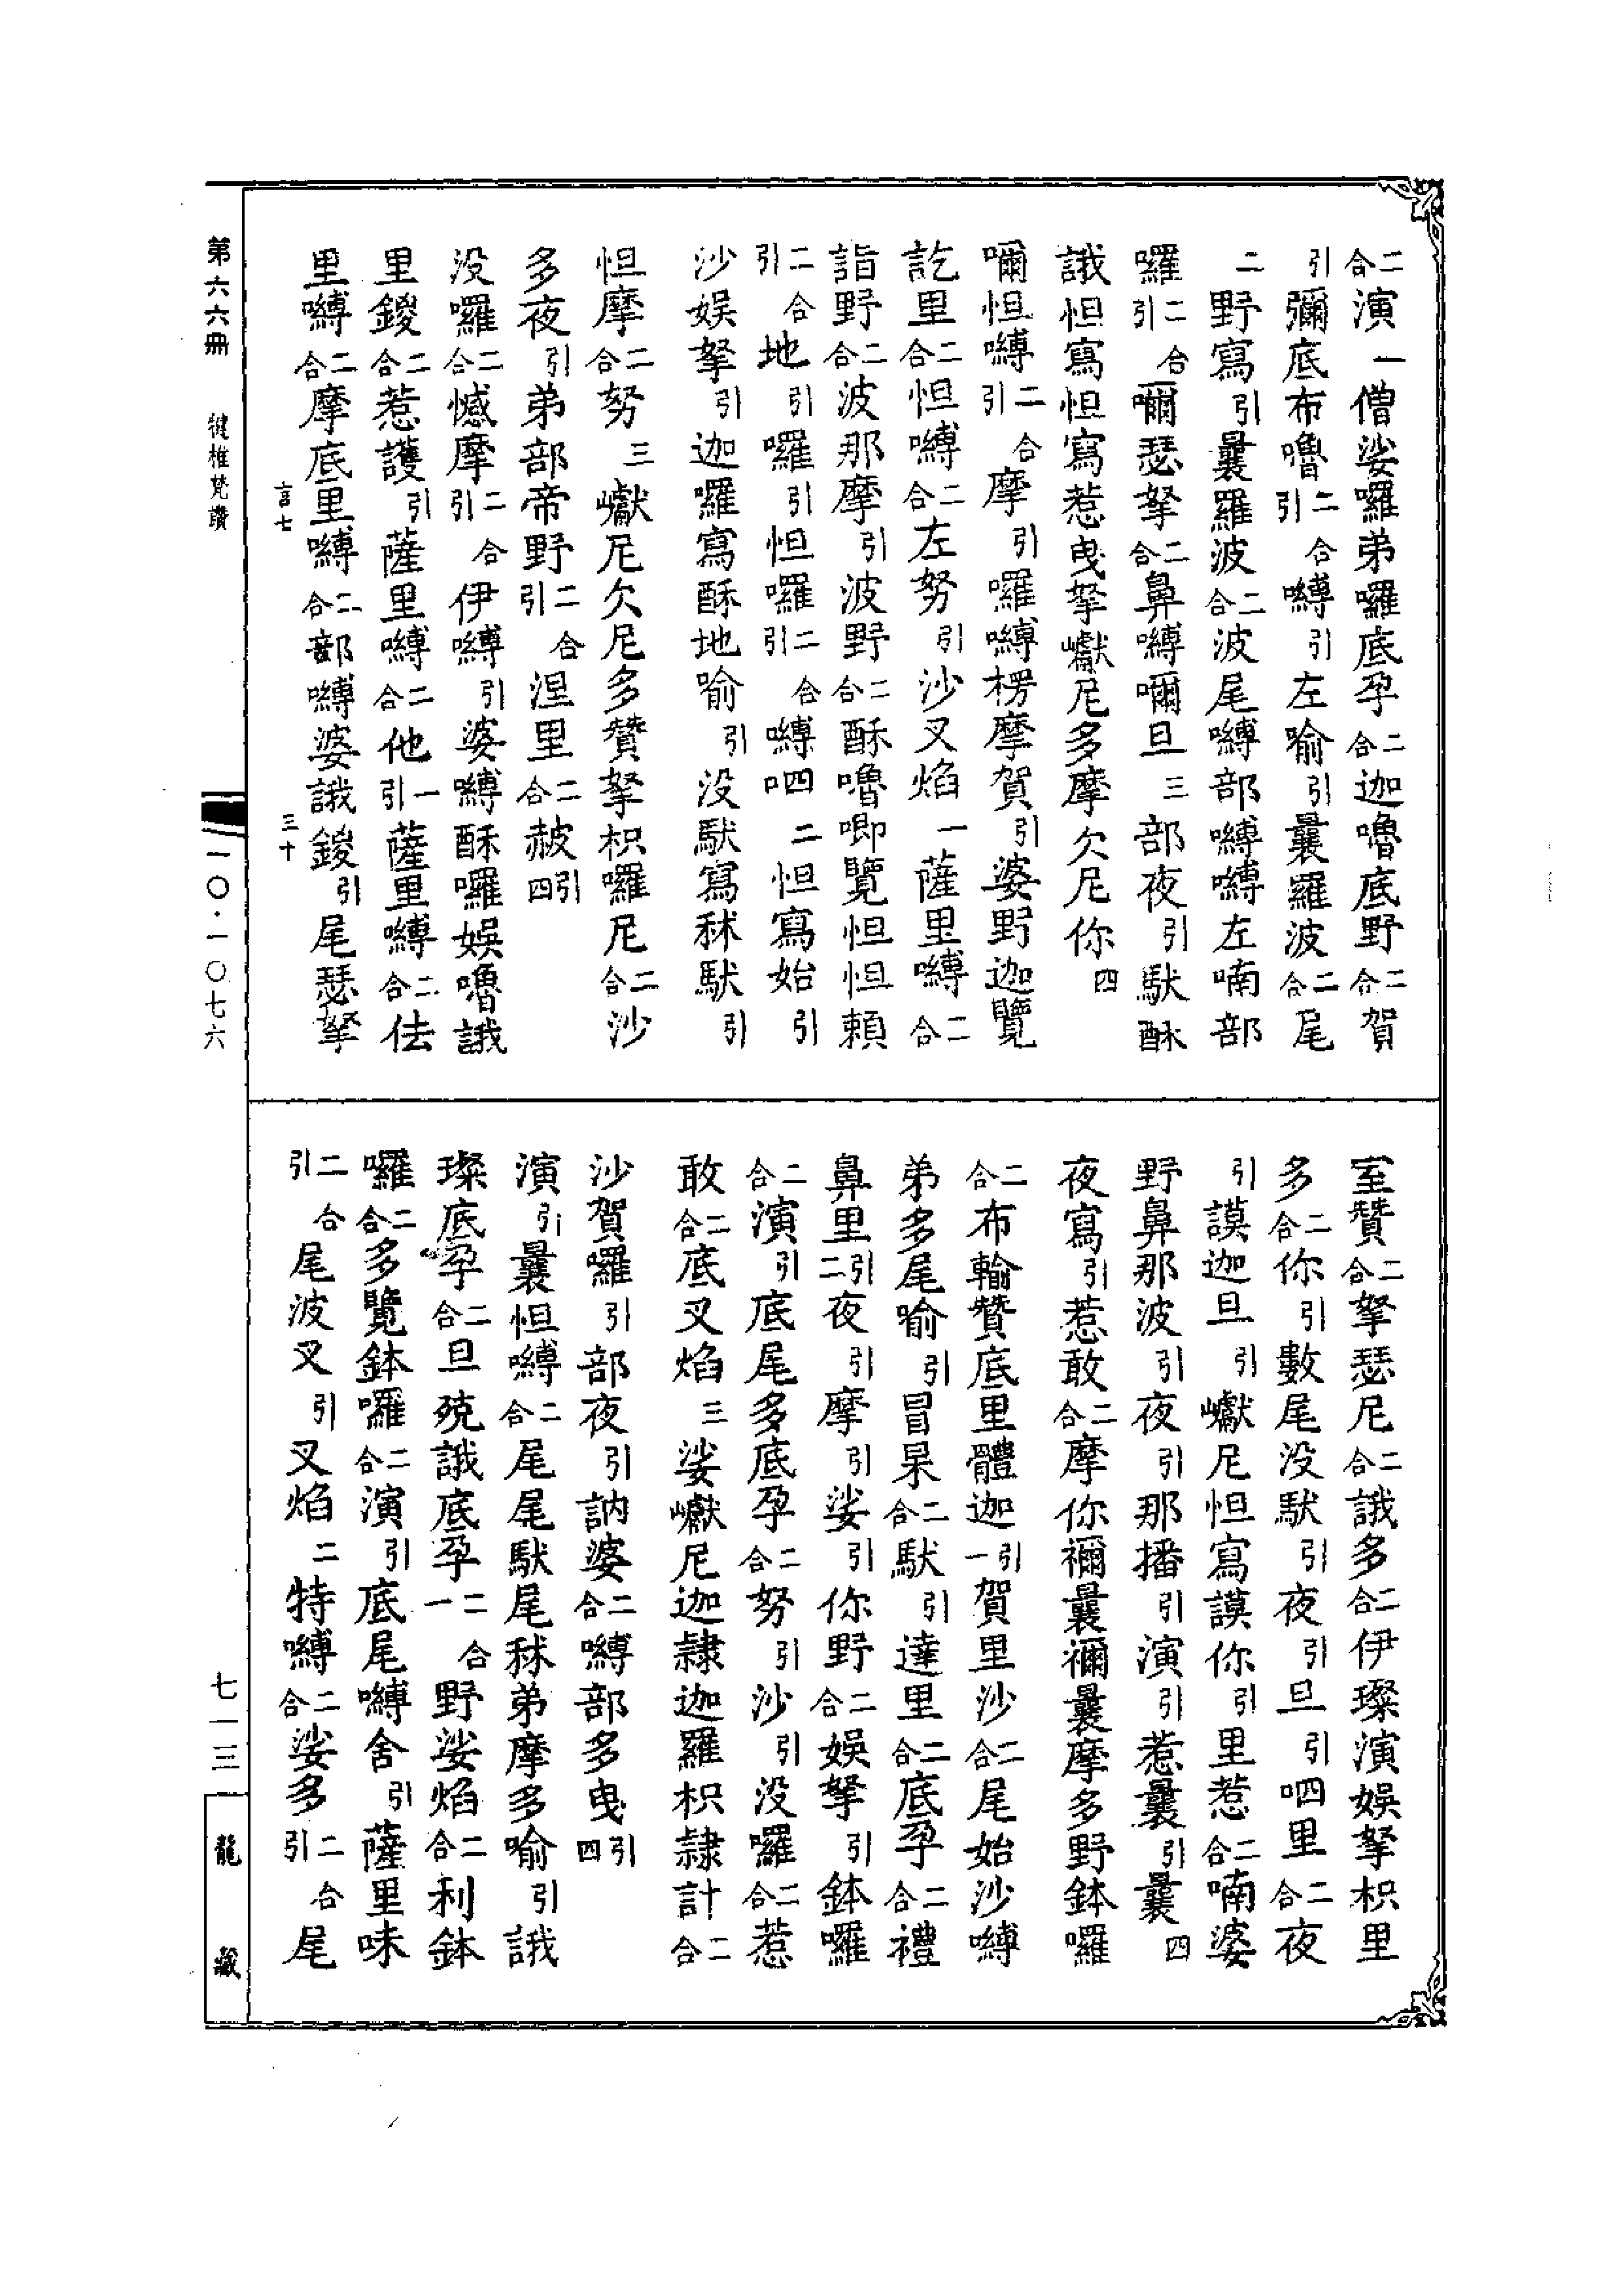 二合演一僧娑囉弟囉底孕二合迦嚕底野二合賀
引彌底布嚕二合引嚩引左喻引曩羅波二合尾
二野寫引曩羅波二合波尾嚩部嚩嚩左喃部
囉二合引嚩瑟拏二合鼻嚩嚩旦三部夜引馱酥
誐怛寫怛寫惹曳拏巘尼多摩欠尼你四
嚩怛嚩二合引摩引囉嚩楞摩賀引婆野迦覽
訖里二合怛嚩二合左努引沙叉焰一薩里嚩二合
詣野二合波那摩引波野二合酥嚕唧覽怛怛賴
二合引地引囉引怛囉二合引嚩呬二怛寫始引
沙娛拏引迦囉寫酥地喻引没馱寫秣馱引
怛摩二合努三巘尼欠尼多贊拏枳囉尼二合沙
多夜引弟部帝野二合引涅里二合赦引四
没囉二合憾摩二合引伊嚩引婆嚩酥囉娛嚕誐
里鍐二合惹護引薩里嚩二合他引一薩里嚩二合佉
里嚩二合摩底里嚩二合部嚩婆誐鍐引尾瑟拏
言七
三十
室贊二合拏瑟尼二合誐多二合伊璨演娛拏枳里
多二合你引數尾没馱引夜引旦引呬里二合夜
引謨迦旦引巘尼怛寫謨你引里惹二合喃婆
野鼻那波引夜引那播引演引惹曩引曩四
夜寫引惹敢二合摩你禰曩禰曩摩多野鉢囉
二合布輸贊底里體迦引一賀里沙二合尾始沙嚩
弟多尾喻引冒杲二合馱引達里二合底孕二合禮
鼻里引二夜引摩引娑引你野二合娛拏引鉢囉
二合演引底尾多底孕二合努引沙引没囉二合惹
敢二合底叉焰三娑巘尼迦隷迦羅枳隷計二合
沙賀囉引部夜引訥婆二合嚩部多曳引四
演引曩怛嚩二合尾尾馱尾秣弟摩多喻引誐
璨底孕二合旦殑誐底孕二合一野娑焰二合利鉢
囉二合多覽鉢囉二合演引底尾嚩舍引薩里味
二合引尾波叉引叉焰二特嚩二合娑多二合引尾
第六六冊
犍椎梵讚
一〇·一〇七六
七一三
龍藏